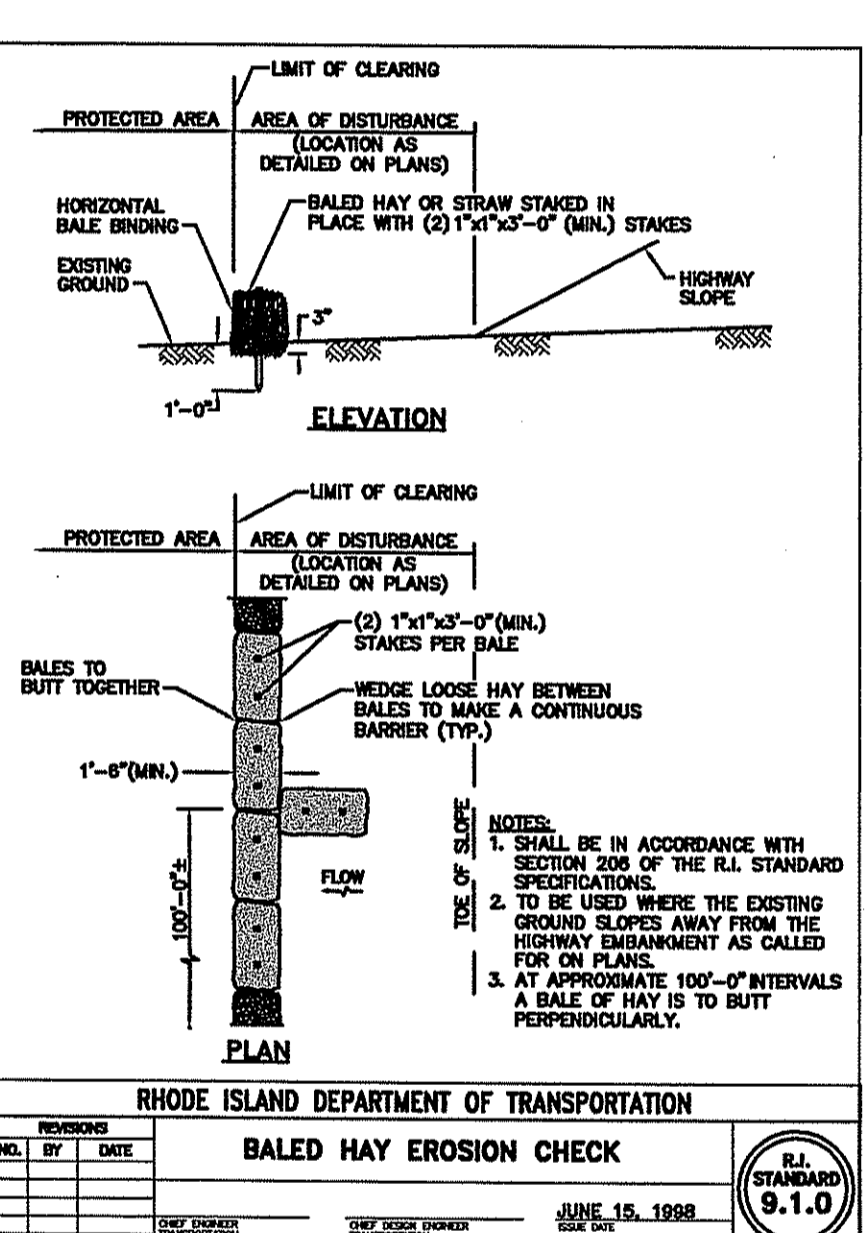 LIMIT OF CLEARING
PROTECTED AREA
AREA OF DISTURBANCE
(LOCATION AS
DETAILED ON PLANS)
HORIZONTAL
BALE BINDING
BALED HAY OR STRAW STAKED IN
PLACE WITH (2) 1"x1"x3'-0" (MIN.) STAKES
EXISTING
GROUND
HIGHWAY
SLOPE
3"
1'-0"
ELEVATION
LIMIT OF CLEARING
PROTECTED AREA
AREA OF DISTURBANCE
(LOCATION AS
DETAILED ON PLANS)
(2) 1"x1"x3'-0"(MIN.)
STAKES PER BALE
BALES TO
BUTT TOGETHER
WEDGE LOOSE HAY BETWEEN
BALES TO MAKE A CONTINUOUS
BARRIER (TYP.)
1'-6"(MIN.)
100'-0"±
FLOW
TOE OF SLOPE
NOTES:
1. SHALL BE IN ACCORDANCE WITH
SECTION 206 OF THE R.I. STANDARD
SPECIFICATIONS.
2. TO BE USED WHERE THE EXISTING
GROUND SLOPES AWAY FROM THE
HIGHWAY EMBANKMENT AS CALLED
FOR ON PLANS.
3. AT APPROXIMATE 100'-0" INTERVALS
A BALE OF HAY IS TO BUTT
PERPENDICULARLY.
PLAN
RHODE ISLAND DEPARTMENT OF TRANSPORTATION
REVISIONS
NO. BY DATE
BALED HAY EROSION CHECK
R.I.
STANDARD
9.1.0
JUNE 15, 1998
ISSUE DATE
CHIEF ENGINEER
CHIEF DESIGN ENGINEER